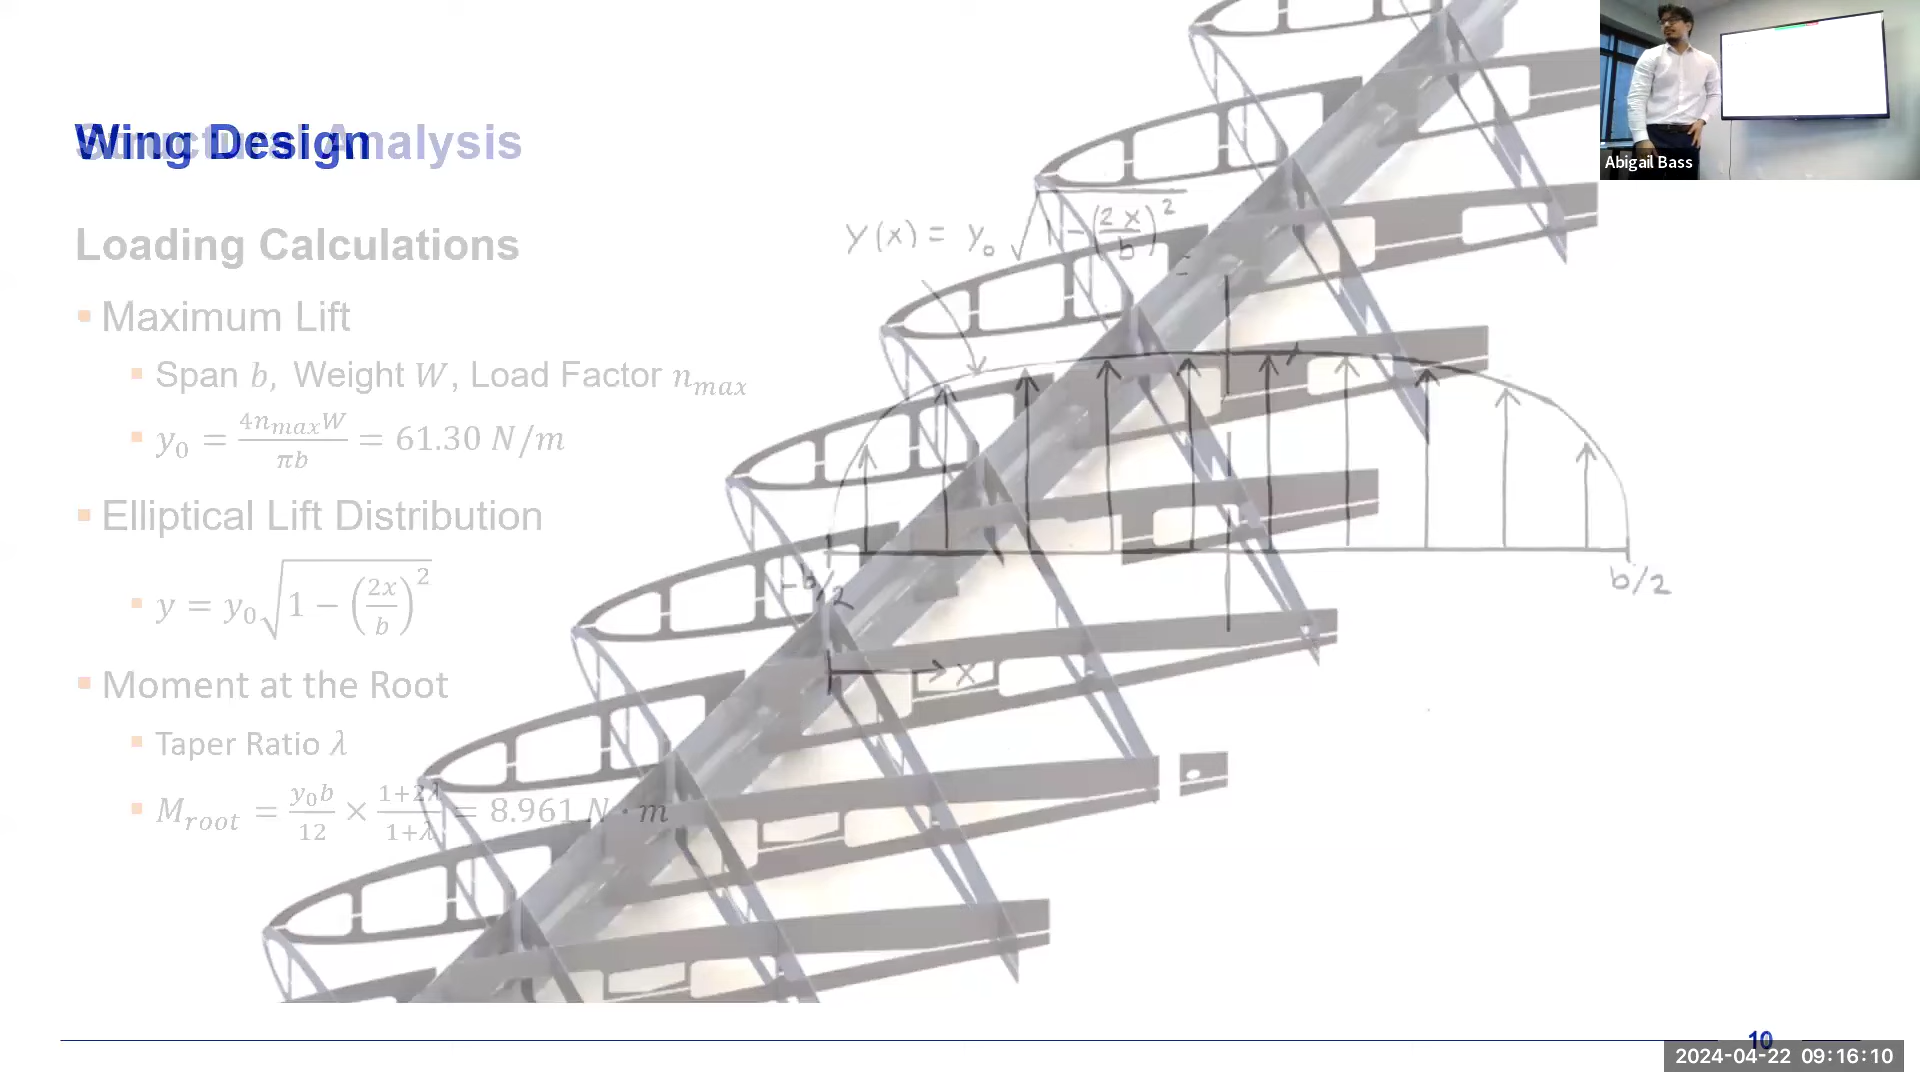 Wing Design
Structural Analysis
Loading Calculations
Maximum Lift
Span b, Weight W, Load Factor n_max
y_0 = 4n_max W / πb = 61.30 N/m
Elliptical Lift Distribution
y = y_0 √(1 − (2x/b)^2)
Moment at the Root
Taper Ratio λ
M_root = y_0 b / 12 × (1+2λ)/(1+λ) = 8.961 N · m
y(x) = y_0 √(1 − (2x/b)^2)
-b/2
b/2
x
Abigail Bass
10
2024-04-22 09:16:10